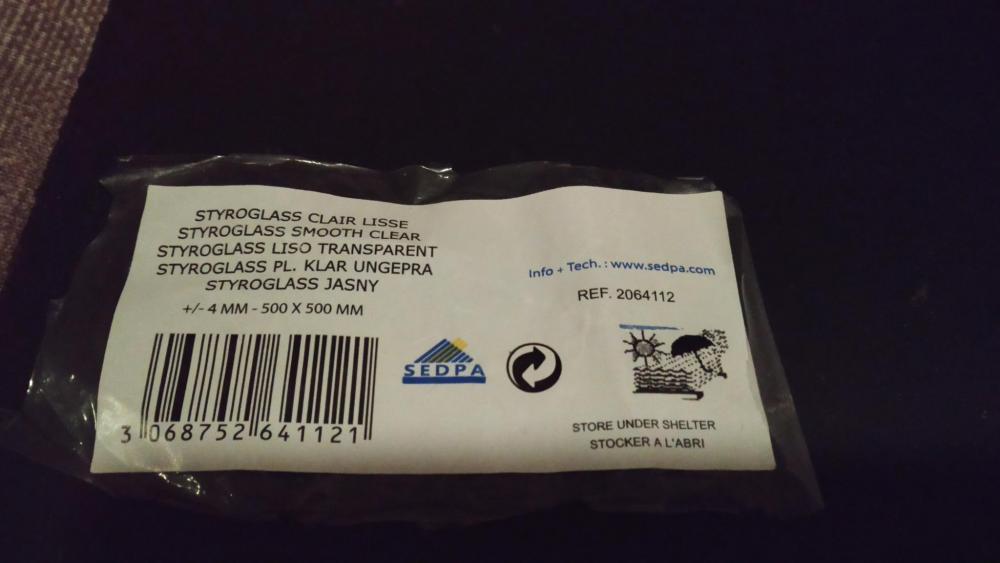 STYROGLASS CLAIR LISSE
STYROGLASS SMOOTH CLEAR
STYROGLASS LISO TRANSPARENT
STYROGLASS PL. KLAR UNGEPRA
STYROGLASS JASNY
+/- 4 MM - 500 X 500 MM
3 068752 641121
SEDPA
Info + Tech. : www.sedpa.com
REF. 2064112
STORE UNDER SHELTER
STOCKER A L'ABRI